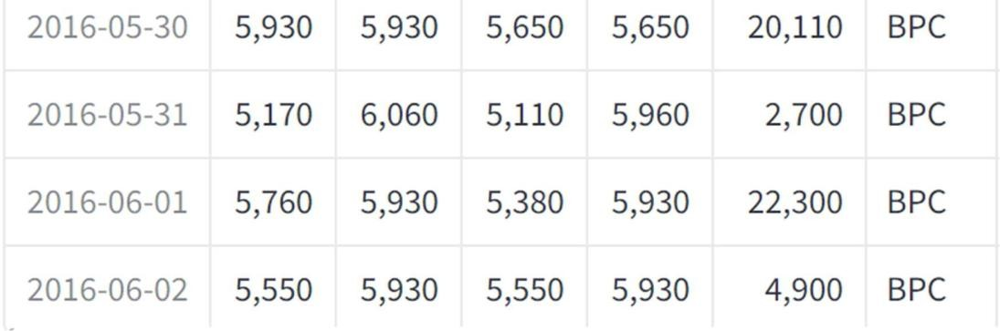 2016-05-30 5,930 5,930 5,650 5,650 20,110 BPC
2016-05-31 5,170 6,060 5,110 5,960 2,700 BPC
2016-06-01 5,760 5,930 5,380 5,930 22,300 BPC
2016-06-02 5,550 5,930 5,550 5,930 4,900 BPC